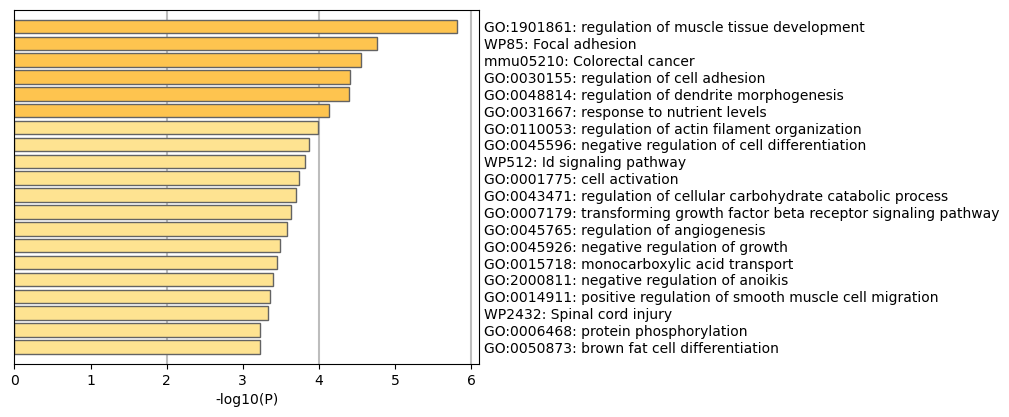 GO:1901861: regulation of muscle tissue development
WP85: Focal adhesion
mmu05210: Colorectal cancer
GO:0030155: regulation of cell adhesion
GO:0048814: regulation of dendrite morphogenesis
GO:0031667: response to nutrient levels
GO:0110053: regulation of actin filament organization
GO:0045596: negative regulation of cell differentiation
WP512: Id signaling pathway
GO:0001775: cell activation
GO:0043471: regulation of cellular carbohydrate catabolic process
GO:0007179: transforming growth factor beta receptor signaling pathway
GO:0045765: regulation of angiogenesis
GO:0045926: negative regulation of growth
GO:0015718: monocarboxylic acid transport
GO:2000811: negative regulation of anoikis
GO:0014911: positive regulation of smooth muscle cell migration
WP2432: Spinal cord injury
GO:0006468: protein phosphorylation
GO:0050873: brown fat cell differentiation
0 1 2 3 4 5 6
-log10(P)